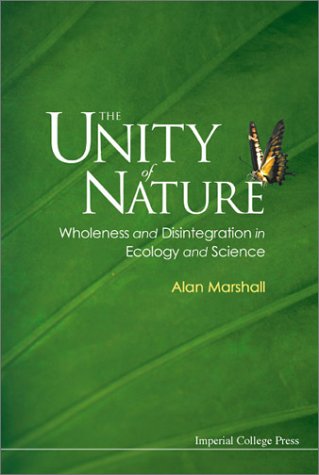 THE
UNITY
of
NATURE
Wholeness and Disintegration in
Ecology and Science
Alan Marshall
Imperial College Press